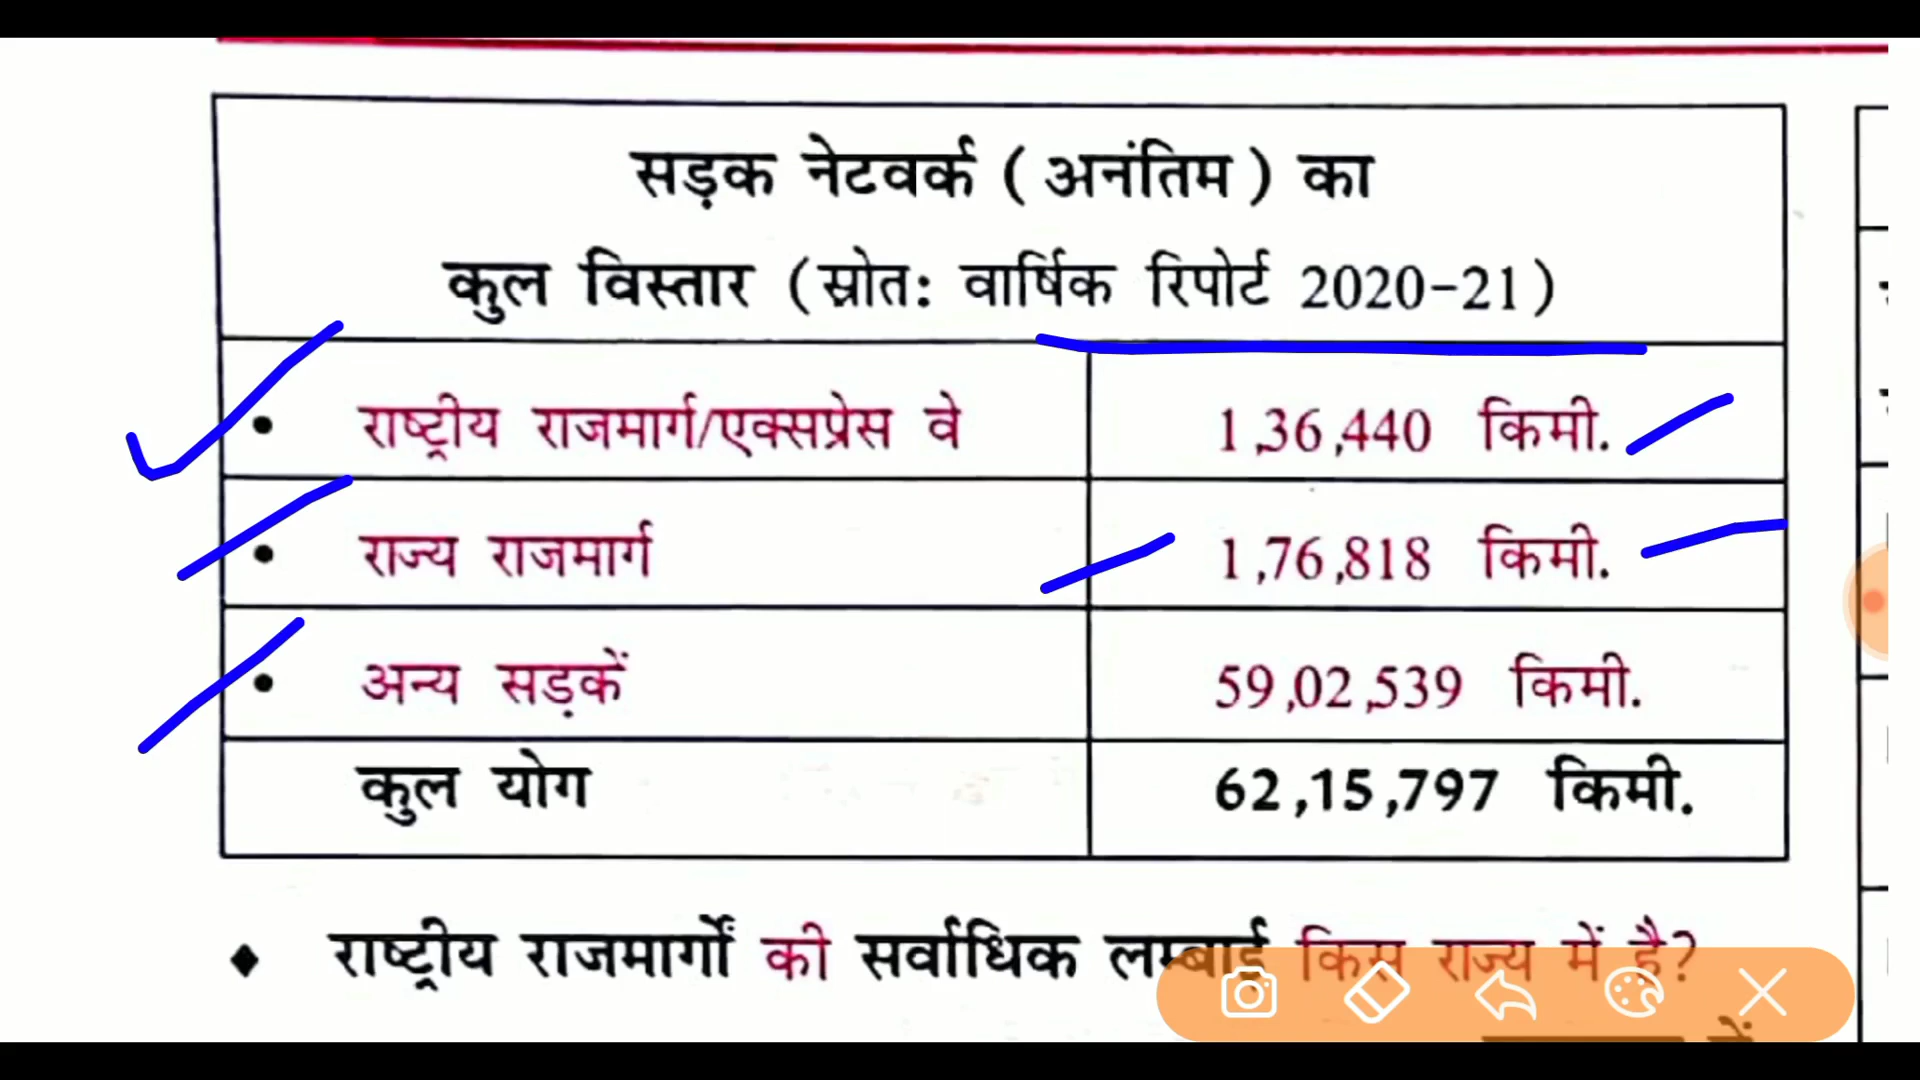 सड़क नेटवर्क ( अनंतिम ) का
कुल विस्तार (स्रोत: वार्षिक रिपोर्ट 2020-21)
• राष्ट्रीय राजमार्ग/एक्सप्रेस वे 1,36,440 किमी.
• राज्य राजमार्ग 1,76,818 किमी.
• अन्य सड़कें 59,02,539 किमी.
कुल योग 62,15,797 किमी.
♦ राष्ट्रीय राजमार्गों की सर्वाधिक लम्बाई किस राज्य में है?